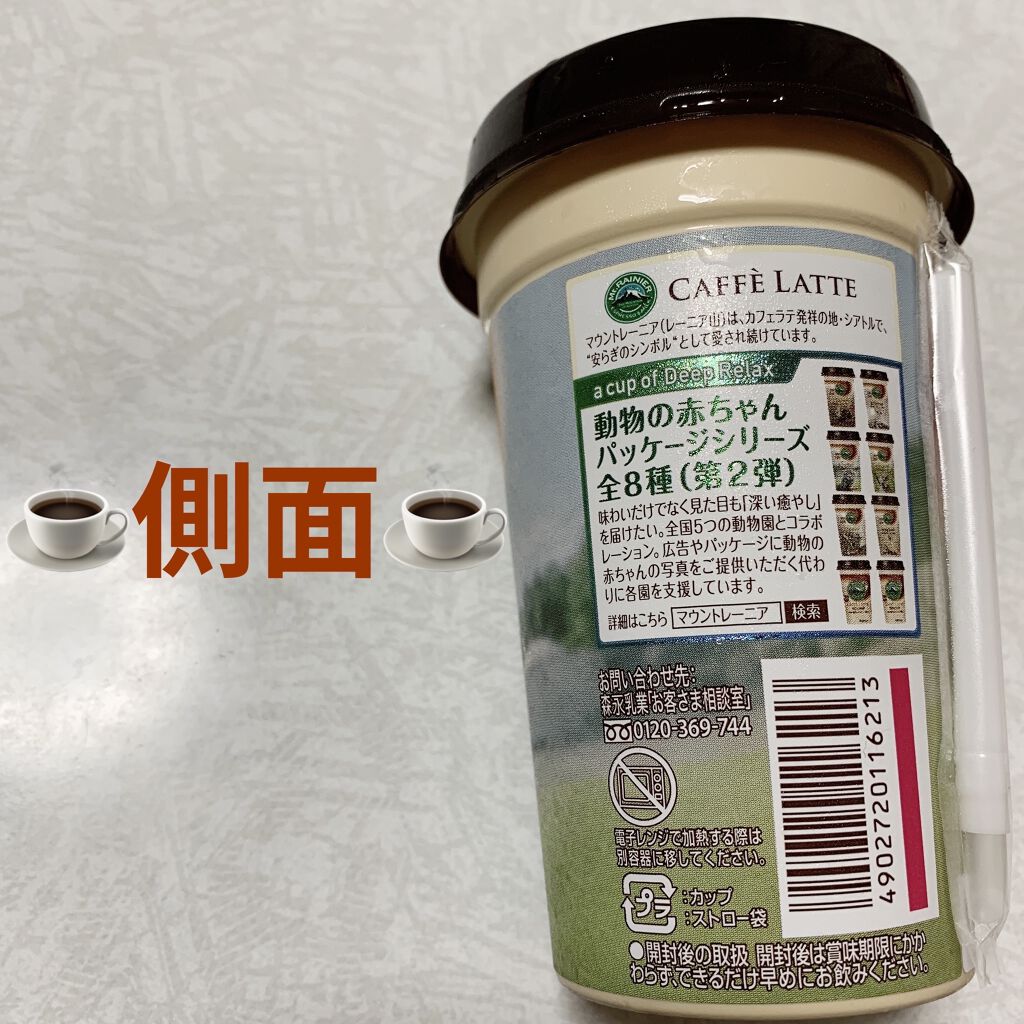 側面
MT.RAINIER
ESPRESSO & MILK
CAFFÈ LATTE
マウントレーニア(レーニア山)は、カフェラテ発祥の地・シアトルで、
"安らぎのシンボル"として愛され続けています。
a cup of Deep Relax
動物の赤ちゃん
パッケージシリーズ
全8種(第2弾)
味わいだけでなく見た目も「深い癒やし」
を届けたい。全国5つの動物園とコラボ
レーション。広告やパッケージに動物の
赤ちゃんの写真をご提供いただく代わ
りに各園を支援しています。
詳細はこちら マウントレーニア 検索
お問い合わせ先:
森永乳業「お客さま相談室」
0120-369-744
電子レンジで加熱する際は
別容器に移してください。
プラ
:カップ
:ストロー袋
4902720116213
●開封後の取扱 開封後は賞味期限にかか
わらず、できるだけ早めにお飲みください。